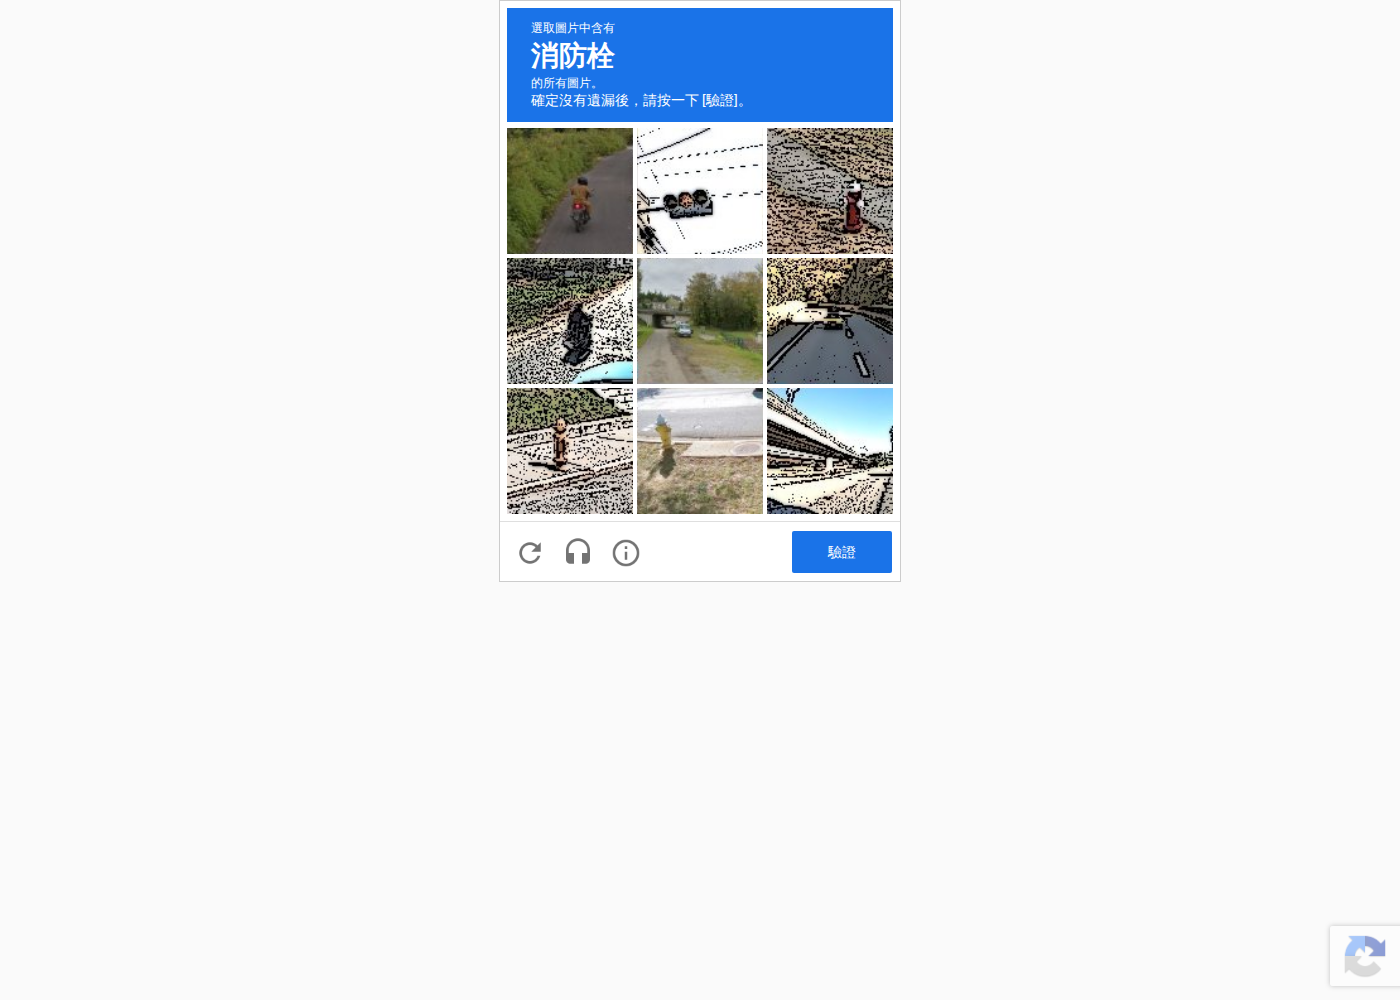 選取圖片中含有
消防栓
的所有圖片。
確定沒有遺漏後，請按一下 [驗證]。
驗證